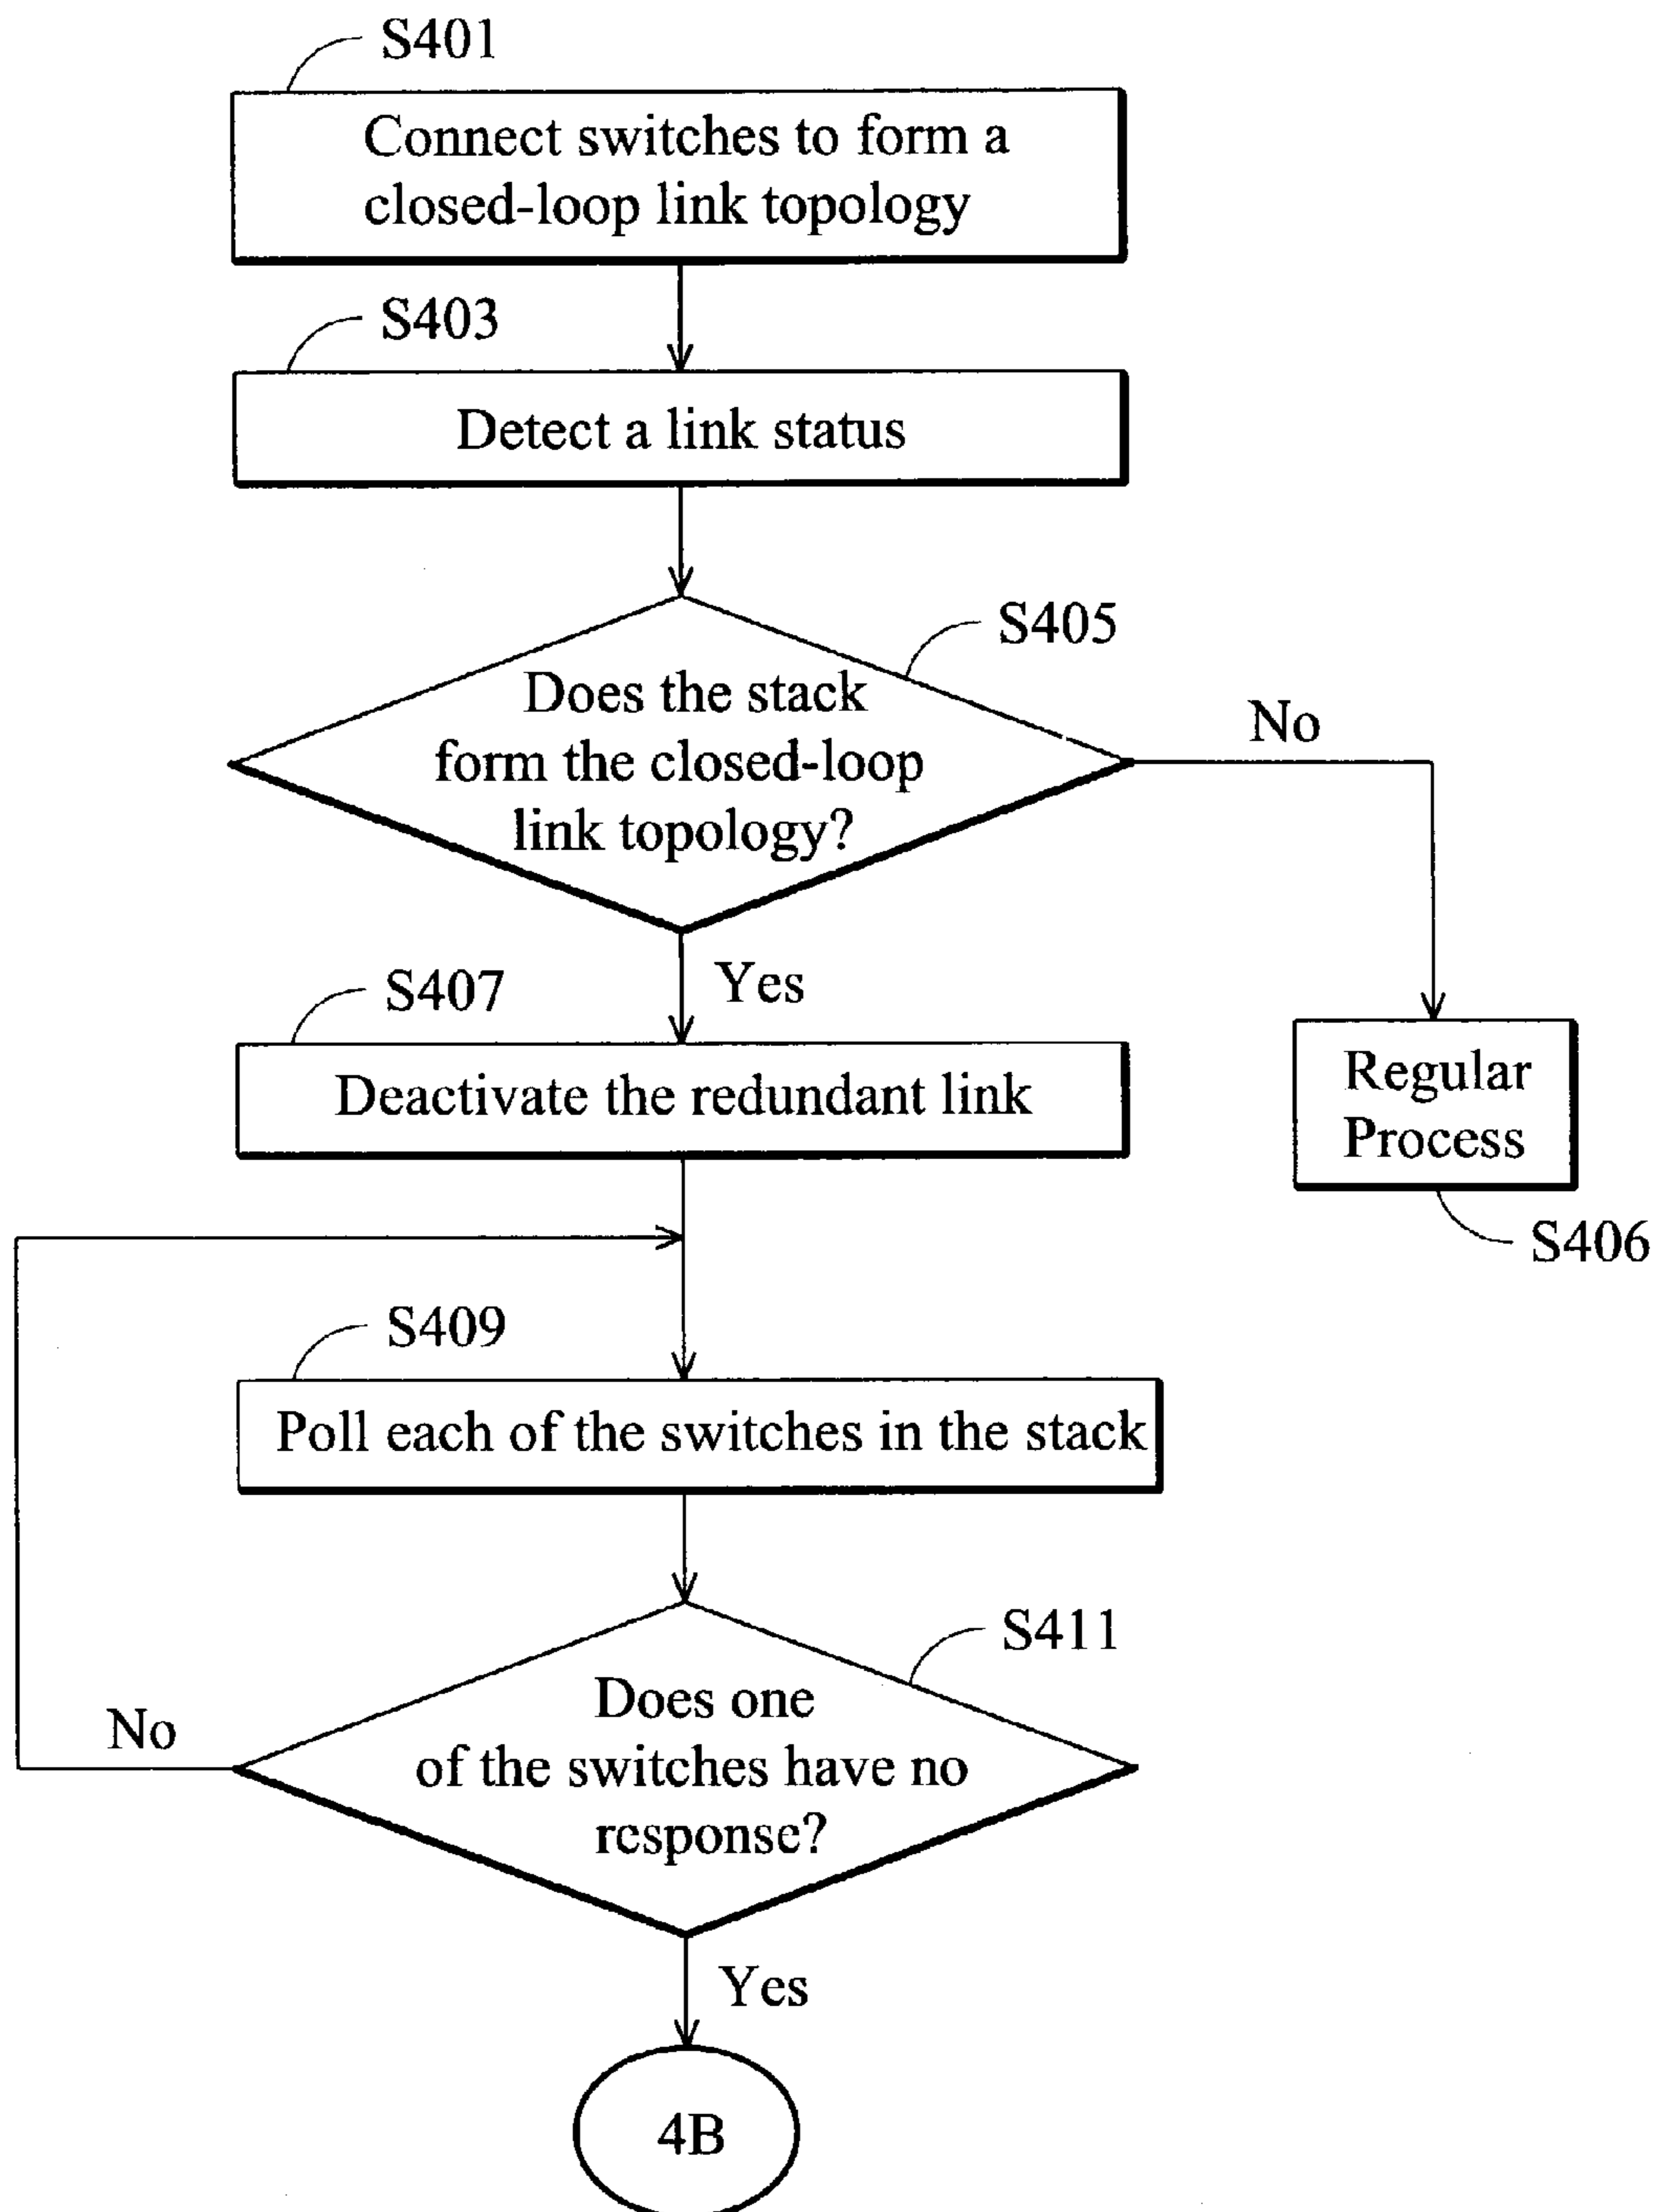 S401
Connect switches to form a
closed-loop link topology
S403
Detect a link status
S405
Does the stack
form the closed-loop
link topology?
No
Yes
S407
Deactivate the redundant link
Regular
Process
S406
S409
Poll each of the switches in the stack
S411
Does one
of the switches have no
response?
No
Yes
4B